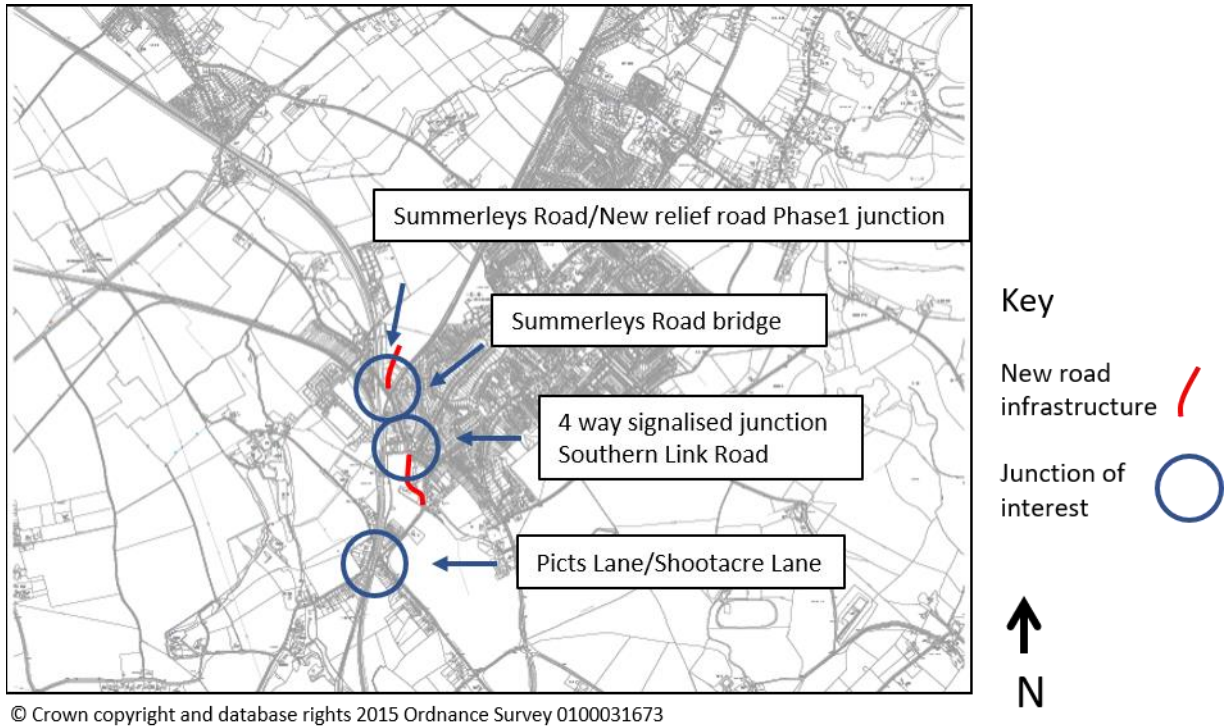 Summerleys Road/New relief road Phase1 junction
Summerleys Road bridge
4 way signalised junction
Southern Link Road
Picts Lane/Shootacre Lane
Key
New road
infrastructure
Junction of
interest
N
© Crown copyright and database rights 2015 Ordnance Survey 0100031673